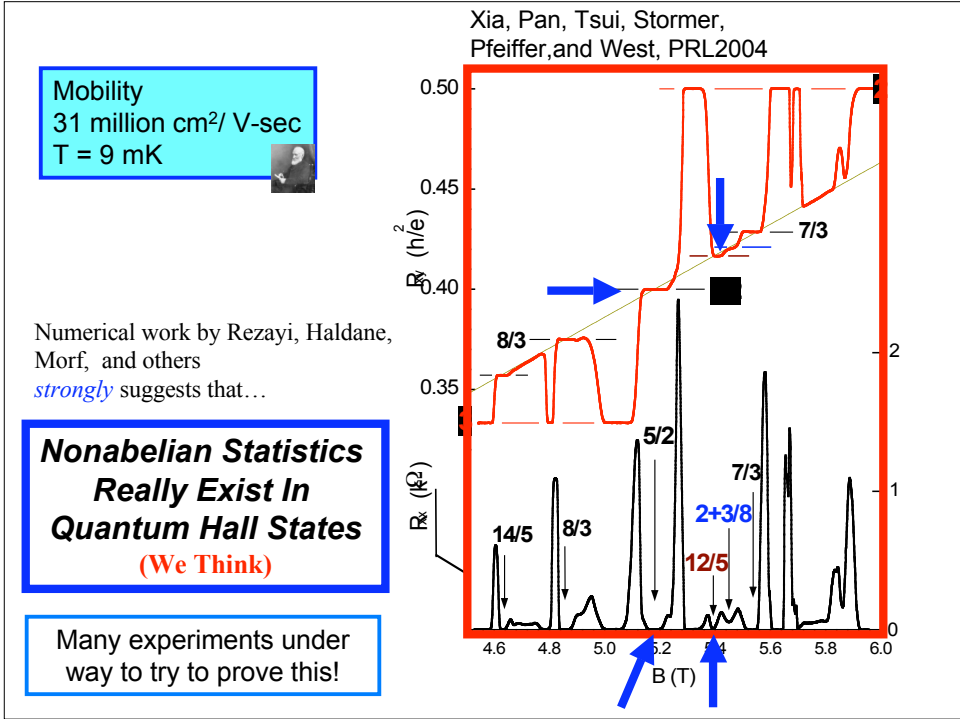 Xia, Pan, Tsui, Stormer,
Pfeiffer,and West, PRL2004
Mobility
31 million cm²/ V-sec
T = 9 mK
Numerical work by Rezayi, Haldane,
Morf, and others
strongly suggests that…
Nonabelian Statistics
Really Exist In
Quantum Hall States
(We Think)
Many experiments under
way to try to prove this!
0.50
0.45
0.40
0.35
(h/e²)
7/3
8/3
2
1
0
5/2
7/3
2+3/8
14/5
8/3
12/5
4.6 4.8 5.0 5.2 5.4 5.6 5.8 6.0
B (T)